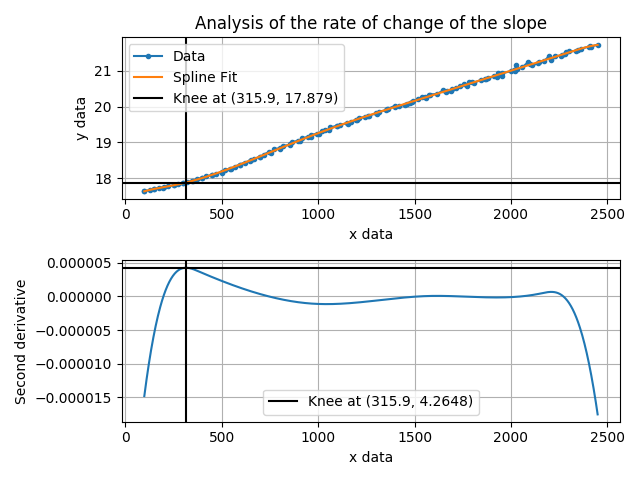 Analysis of the rate of change of the slope
Data
Spline Fit
Knee at (315.9, 17.879)
21
20
19
18
y data
0
500
1000
1500
2000
2500
x data
0.000005
0.000000
−0.000005
−0.000010
−0.000015
Second derivative
Knee at (315.9, 4.2648)
0
500
1000
1500
2000
2500
x data